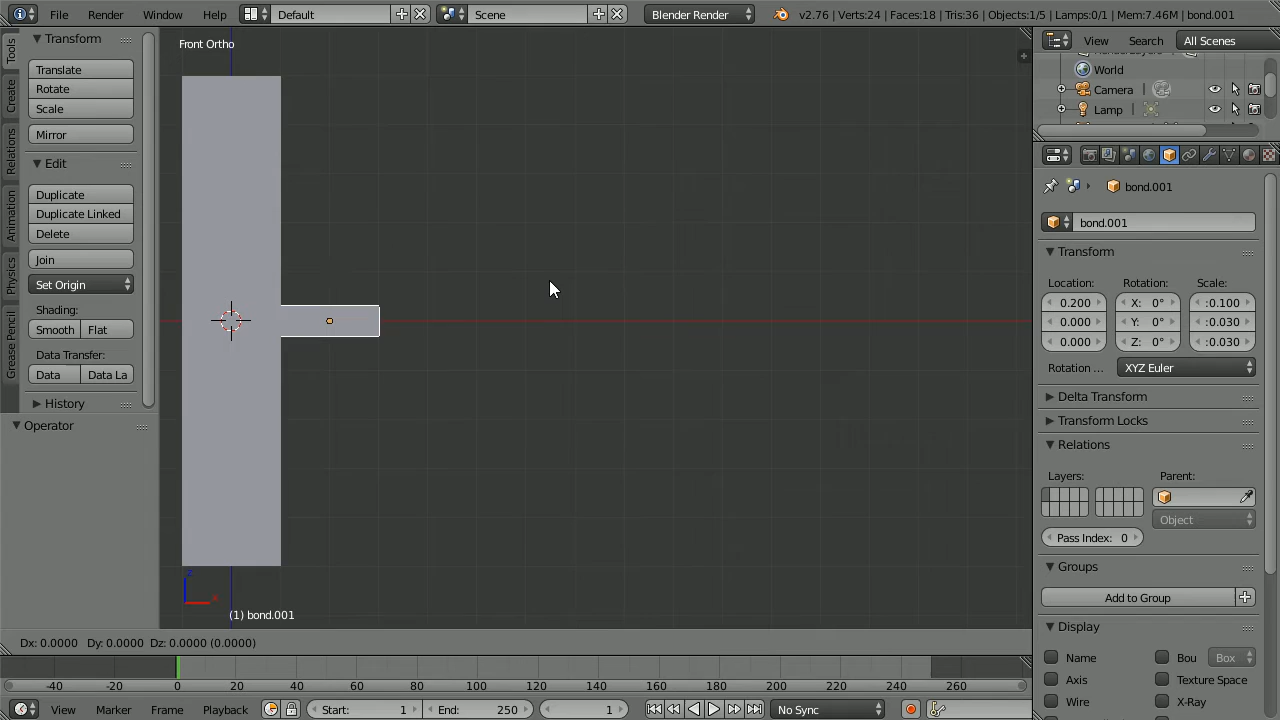 File Render Window Help Default Scene Blender Render v2.76 | Verts:24 | Faces:18 | Tris:36 | Objects:1/5 | Lamps:0/1 | Mem:7.46M | bond.001
Tools
Create
Relations
Animation
Physics
Grease Pencil
Transform
Translate
Rotate
Scale
Mirror
Edit
Duplicate
Duplicate Linked
Delete
Join
Set Origin
Shading:
Smooth Flat
Data Transfer:
Data Data La
History
Operator
Front Ortho
z
x
(1) bond.001
Dx: 0.0000 Dy: 0.0000 Dz: 0.0000 (0.0000)
View Search All Scenes
World
Camera
Lamp
bond.001
bond.001
Transform
Location: Rotation: Scale:
0.200 X: 0° :0.100
0.000 Y: 0° :0.030
0.000 Z: 0° :0.030
Rotation ... XYZ Euler
Delta Transform
Transform Locks
Relations
Layers: Parent:
Object
Pass Index: 0
Groups
Add to Group
Display
Name Bou Box
Axis Texture Space
Wire X-Ray
-40 -20 0 20 40 60 80 100 120 140 160 180 200 220 240 260
View Marker Frame Playback Start: 1 End: 250 1 No Sync